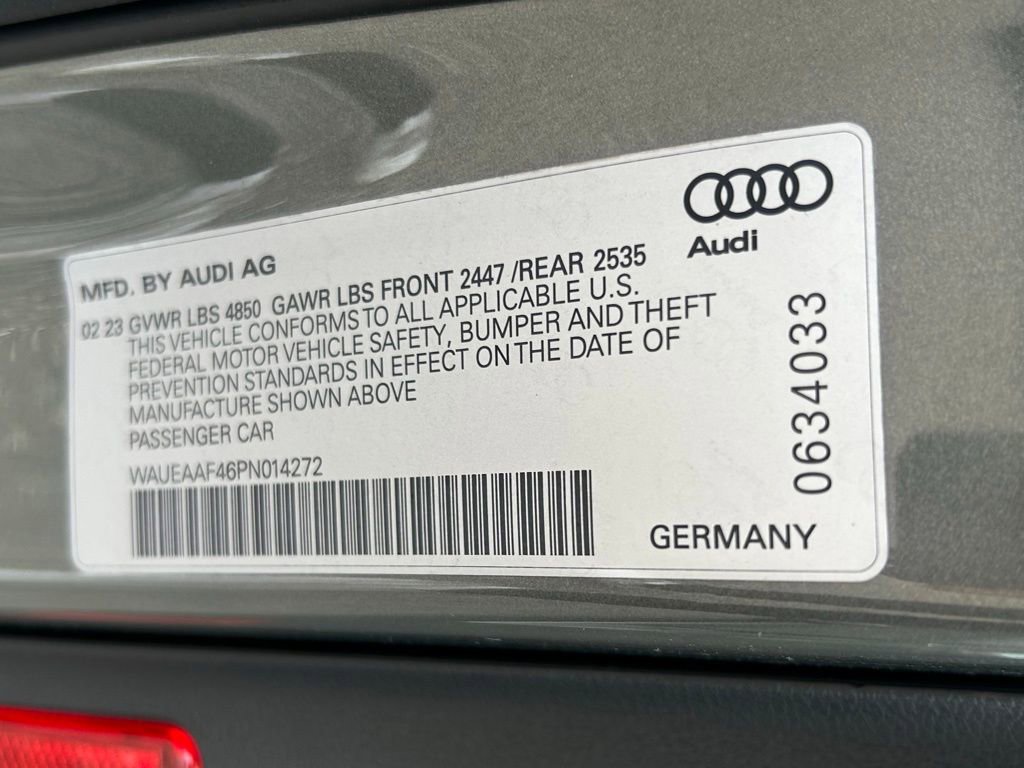 Audi
MFD. BY AUDI AG
02 23 GVWR LBS 4850 GAWR LBS FRONT 2447 /REAR 2535
THIS VEHICLE CONFORMS TO ALL APPLICABLE U.S.
FEDERAL MOTOR VEHICLE SAFETY, BUMPER AND THEFT
PREVENTION STANDARDS IN EFFECT ON THE DATE OF
MANUFACTURE SHOWN ABOVE
PASSENGER CAR
WAUEAAF46PN014272
GERMANY
0634033